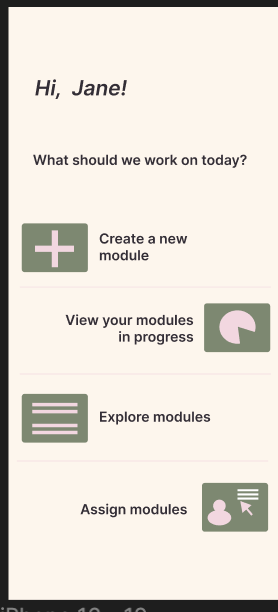 Hi, Jane!
What should we work on today?
Create a new
module
View your modules
in progress
Explore modules
Assign modules